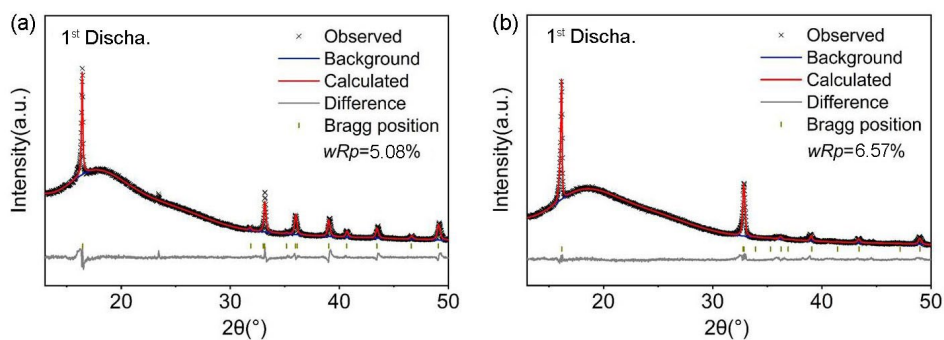 (a)
1st Discha.
Observed
Background
Calculated
Difference
Bragg position
wRp=5.08%
Intensity(a.u.)
20 30 40 50
2θ(°)
(b)
1st Discha.
Observed
Background
Calculated
Difference
Bragg position
wRp=6.57%
Intensity(a.u.)
20 30 40 50
2θ(°)